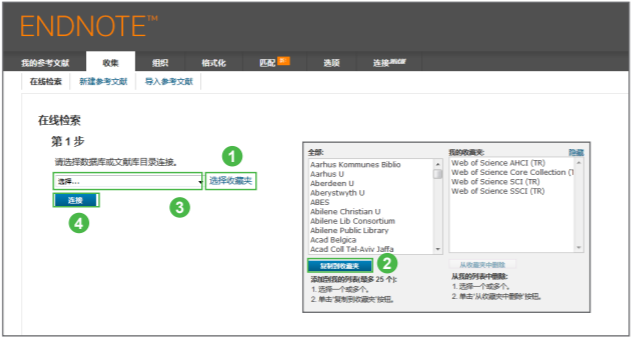 ENDNOTE™
我的参考文献 收集 组织 格式化 匹配 选项 连接
在线检索 新建参考文献 导入参考文献
在线检索
第 1 步
请选择数据库或文献库目录连接。
1
选择... 选择收藏夹
3
连接
4
全部: 我的收藏夹: 隐藏
Aarhus Kommunes Biblio
Aarhus U
Aberdeen U
Aberystwyth U
ABES
Abilene Christian U
Abilene Lib Consortium
Abilene Public Library
Acad Belgica
Acad Coll Tel-Aviv Jaffa
Web of Science AHCI (TR)
Web of Science Core Collection (T
Web of Science SCI (TR)
Web of Science SSCI (TR)
复制到收藏夹 2 从收藏夹中删除
添加到我的列表(最多 25 个):
1. 选择一个或多个。
2. 单击"复制到收藏夹"按钮。
从我的列表中删除:
1. 选择一个或多个。
2. 单击"从收藏夹中删除"按钮。